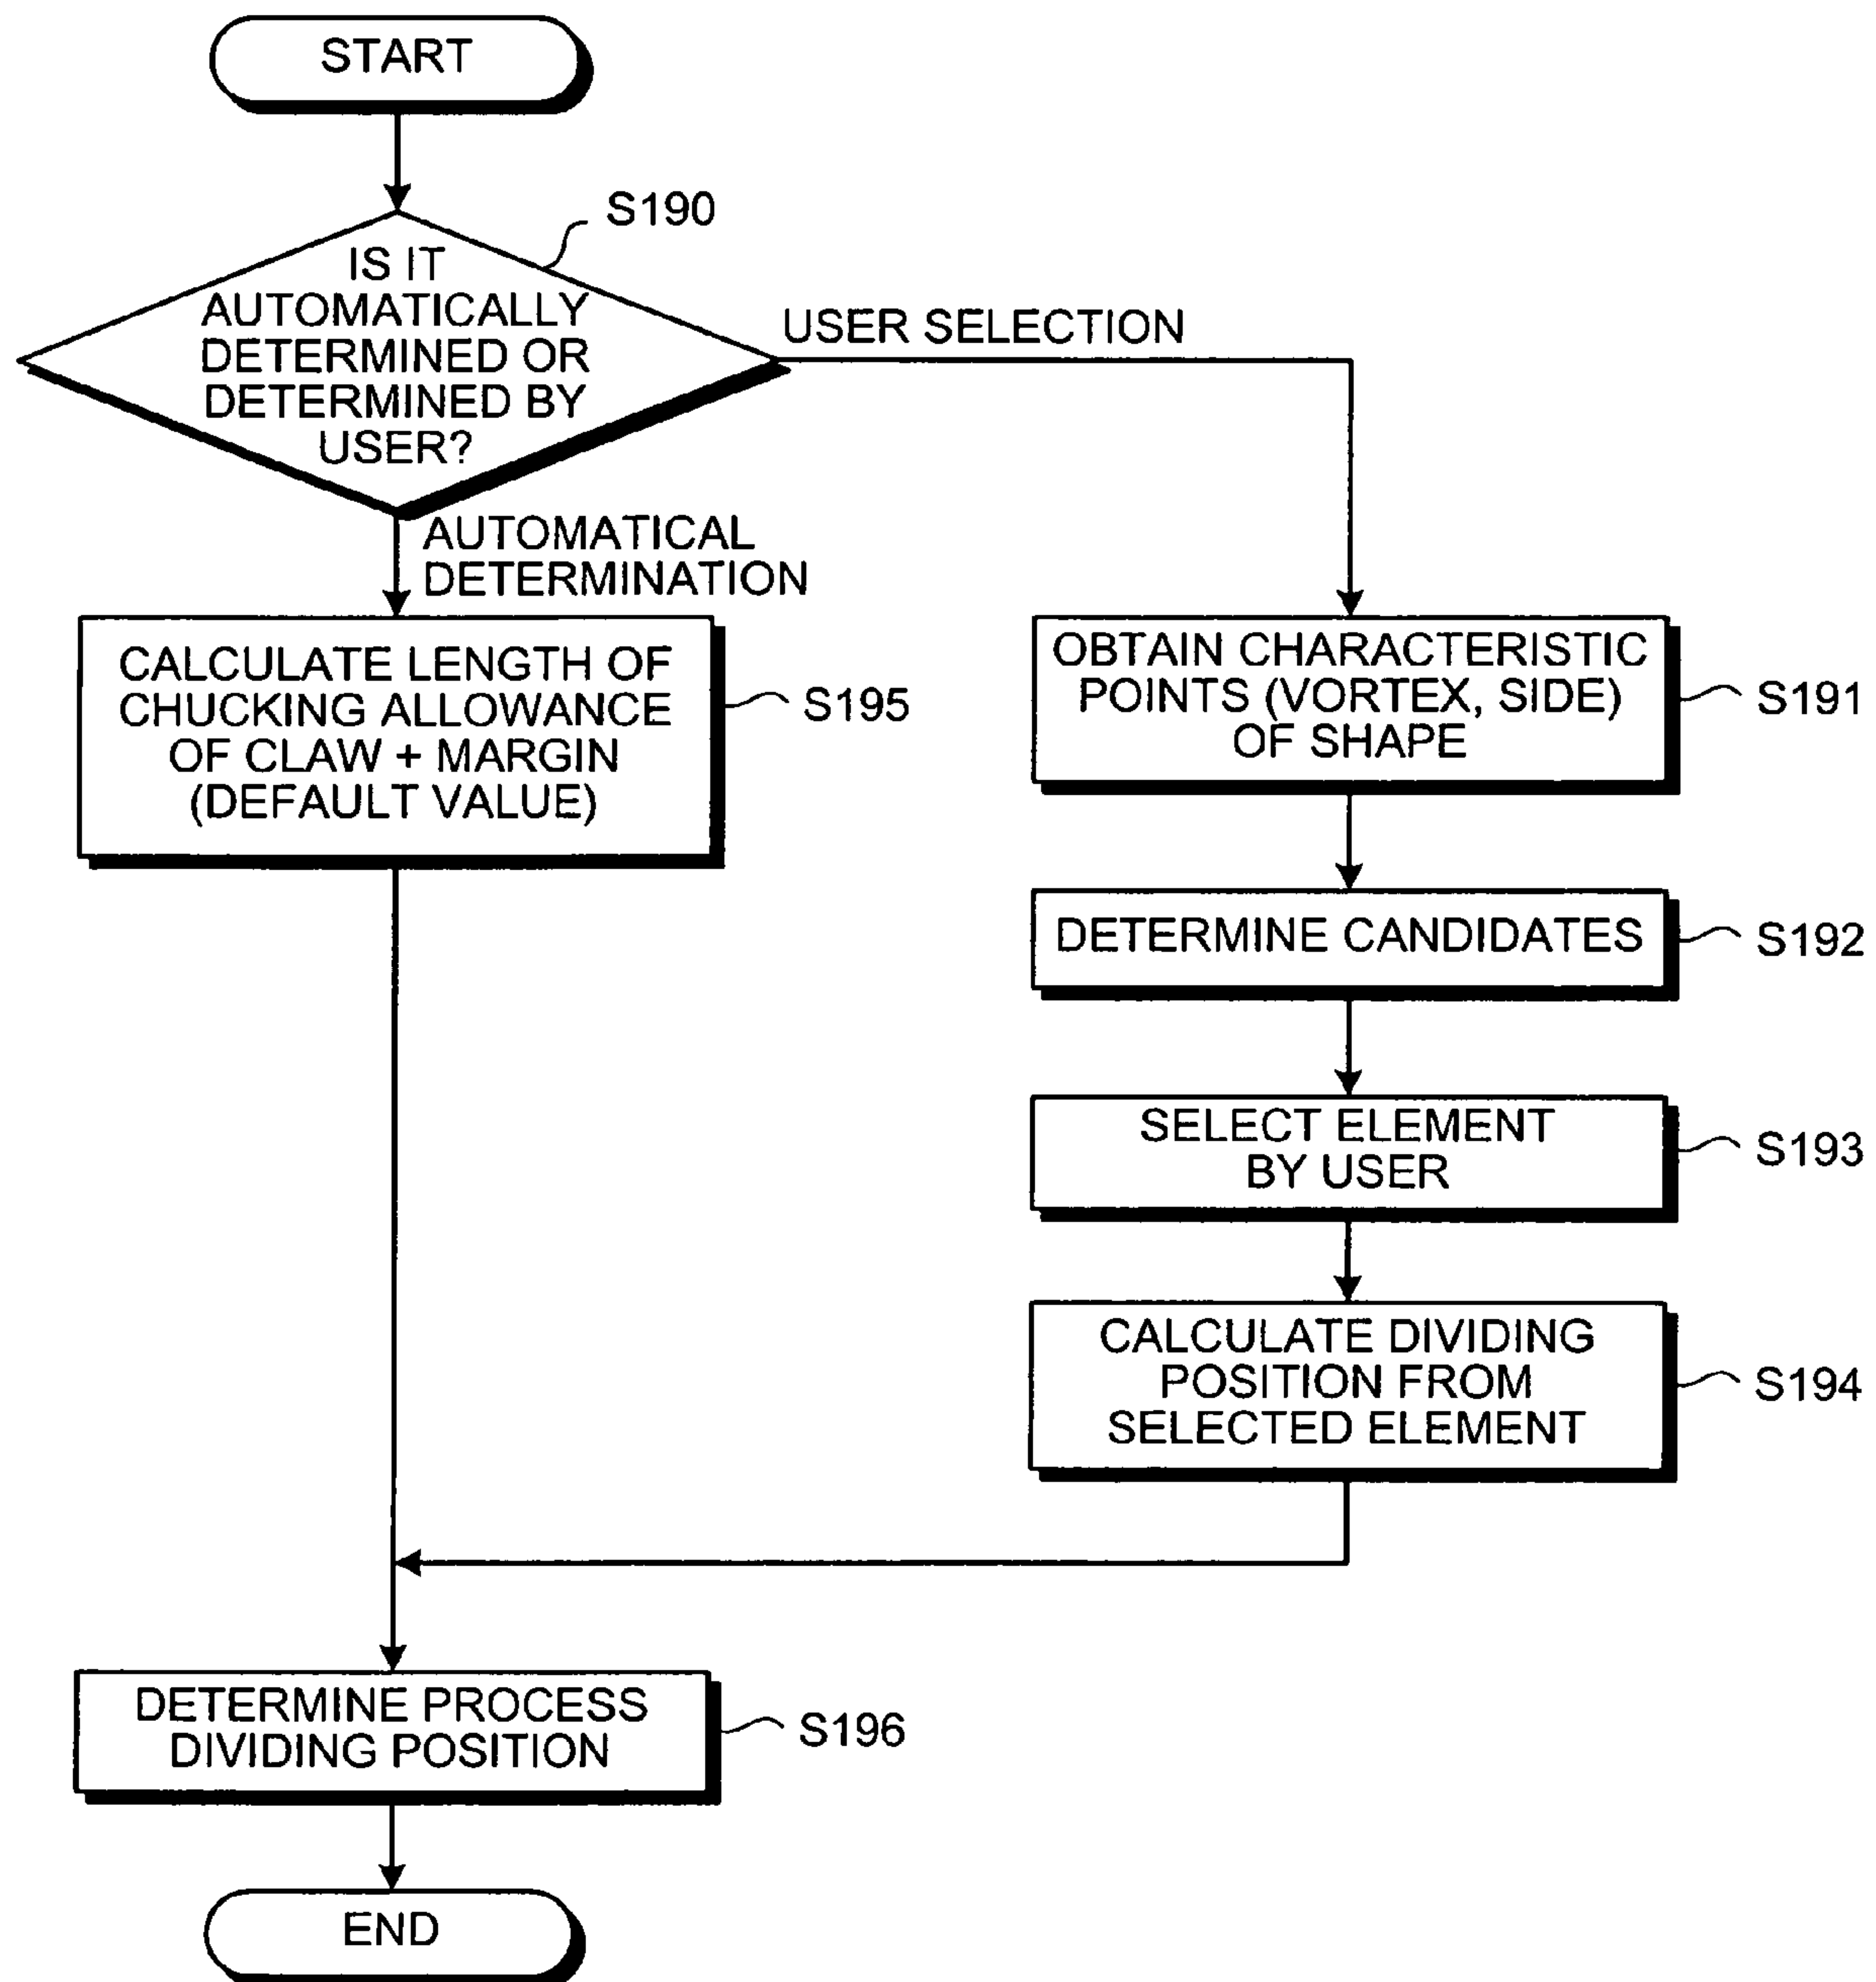 START
S190
IS IT
AUTOMATICALLY
DETERMINED OR
DETERMINED BY
USER?
USER SELECTION
AUTOMATICAL
DETERMINATION
CALCULATE LENGTH OF
CHUCKING ALLOWANCE
OF CLAW + MARGIN
(DEFAULT VALUE)
S195
OBTAIN CHARACTERISTIC
POINTS (VORTEX, SIDE)
OF SHAPE
S191
DETERMINE CANDIDATES
S192
SELECT ELEMENT
BY USER
S193
CALCULATE DIVIDING
POSITION FROM
SELECTED ELEMENT
S194
DETERMINE PROCESS
DIVIDING POSITION
S196
END